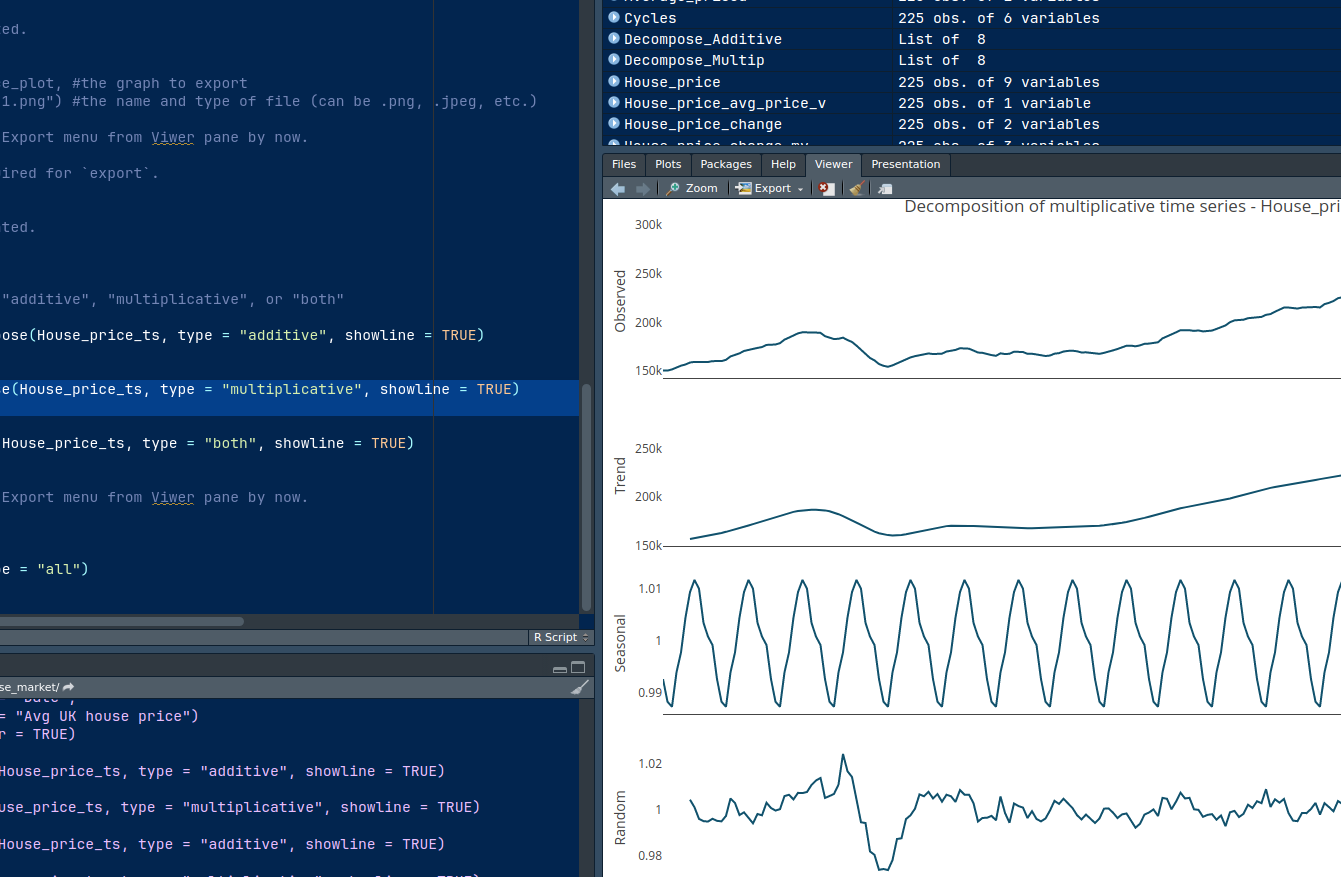 ted.
e_plot, #the graph to export
1.png") #the name and type of file (can be .png, .jpeg, etc.)
Export menu from Viwer pane by now.
ired for `export`.
ted.
"additive", "multiplicative", or "both"
ose(House_price_ts, type = "additive", showline = TRUE)
se(House_price_ts, type = "multiplicative", showline = TRUE)
House_price_ts, type = "both", showline = TRUE)
Export menu from Viwer pane by now.
e = "all")
R Script
se_market/
= "Date",
= "Avg UK house price")
r = TRUE)
House_price_ts, type = "additive", showline = TRUE)
use_price_ts, type = "multiplicative", showline = TRUE)
House_price_ts, type = "additive", showline = TRUE)
Cycles 225 obs. of 6 variables
Decompose_Additive List of 8
Decompose_Multip List of 8
House_price 225 obs. of 9 variables
House_price_avg_price_v 225 obs. of 1 variable
House_price_change 225 obs. of 2 variables
Files Plots Packages Help Viewer Presentation
Zoom Export
Decomposition of multiplicative time series - House_pri
Observed
300k
250k
200k
150k
Trend
250k
200k
150k
Seasonal
1.01
1
0.99
Random
1.02
1
0.98